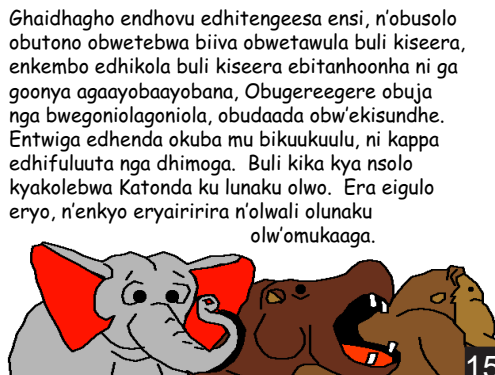 Ghaidhagho endhovu edhitengeesa ensi, n’obusolo
obutono obwetebwa biiva obwetawula buli kiseera,
enkembo edhikola buli kiseera ebitanhoonha ni ga
goonya agaayobaayobana, Obugereegere obuja
nga bwegoniolagoniola, obudaada obw’ekisundhe.
Entwiga edhenda okuba mu bikuukuulu, ni kappa
edhifuluuta nga dhimoga.  Buli kika kya nsolo
kyakolebwa Katonda ku lunaku olwo.  Era eigulo
eryo, n’enkyo eryairirira n’olwali olunaku
olw’omukaaga.
15